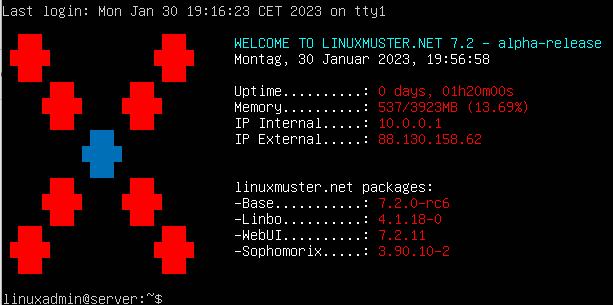 Last login: Mon Jan 30 19:16:23 CET 2023 on tty1
WELCOME TO LINUXMUSTER.NET 7.2 - alpha-release
Montag, 30 Januar 2023, 19:56:58
Uptime..........: 0 days, 01h20m00s
Memory..........: 537/3923MB (13.69%)
IP Internal.....: 10.0.0.1
IP External.....: 88.130.158.62
linuxmuster.net packages:
-Base...........: 7.2.0-rc6
-Linbo..........: 4.1.18-0
-WebUI..........: 7.2.11
-Sophomorix.....: 3.90.10-2
linuxadmin@server:~$